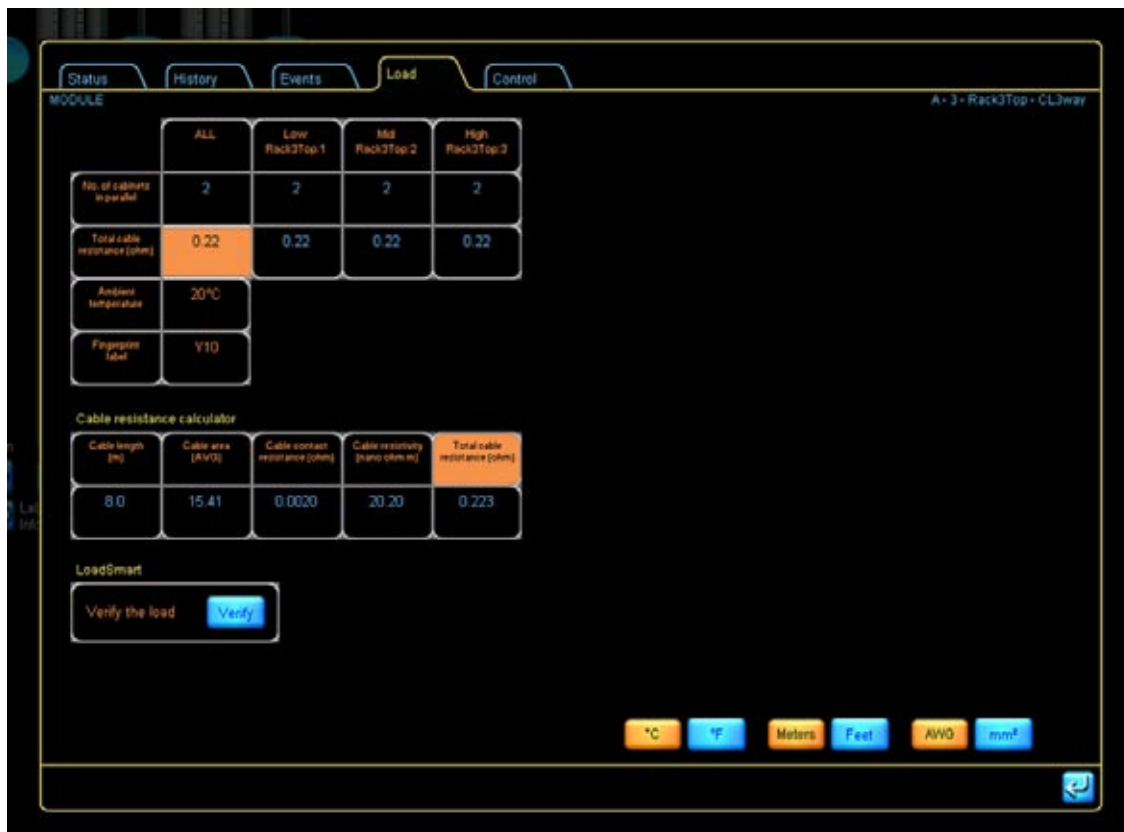 Status History Events Load Control
MODULE A - 3 - Rack3Top - CL3way
ALL Low Mid High
Rack3Top:1 Rack3Top:2 Rack3Top:3
No. of cabinets
in parallel
2 2 2 2
Total cable
resistance (ohm)
0.22 0.22 0.22 0.22
Ambient
temperature
20°C
Fingerprint
label
V10
Cable resistance calculator
Cable length Cable area Cable contact Cable resistivity Total cable
(m) (AWG) resistance (ohm) (nano ohm m) resistance (ohm)
8.0 15.41 0.0020 20.20 0.223
LoadSmart
Verify the load Verify
°C °F Meters Feet AWG mm²